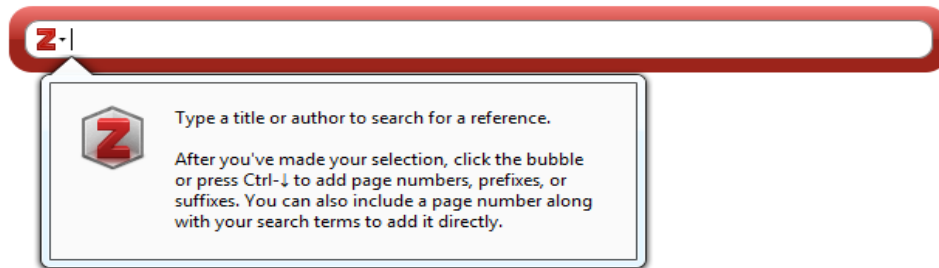 Z
Z
Type a title or author to search for a reference.
After you've made your selection, click the bubble
or press Ctrl-↓ to add page numbers, prefixes, or
suffixes. You can also include a page number along
with your search terms to add it directly.